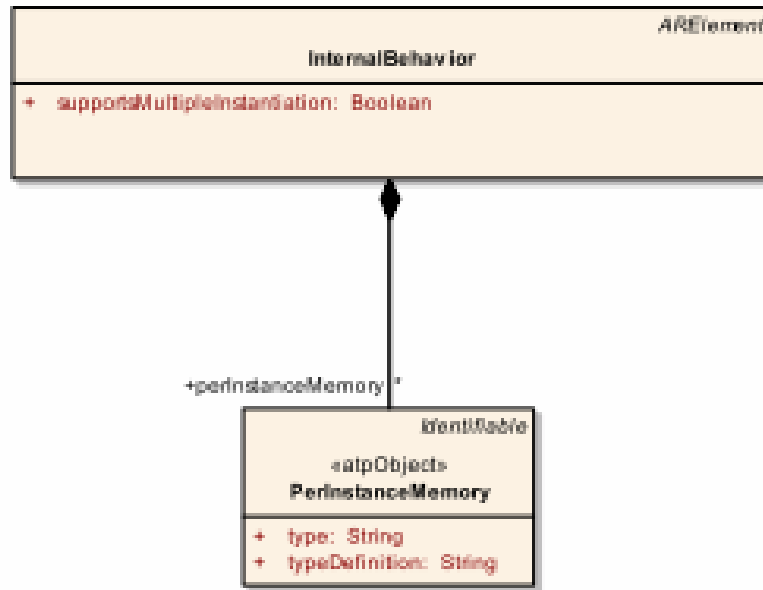 ARElement
InternalBehavior
+ supportsMultipleInstantiation: Boolean
+perInstanceMemory *
Identifiable
«atpObject»
PerInstanceMemory
+ type: String
+ typeDefinition: String